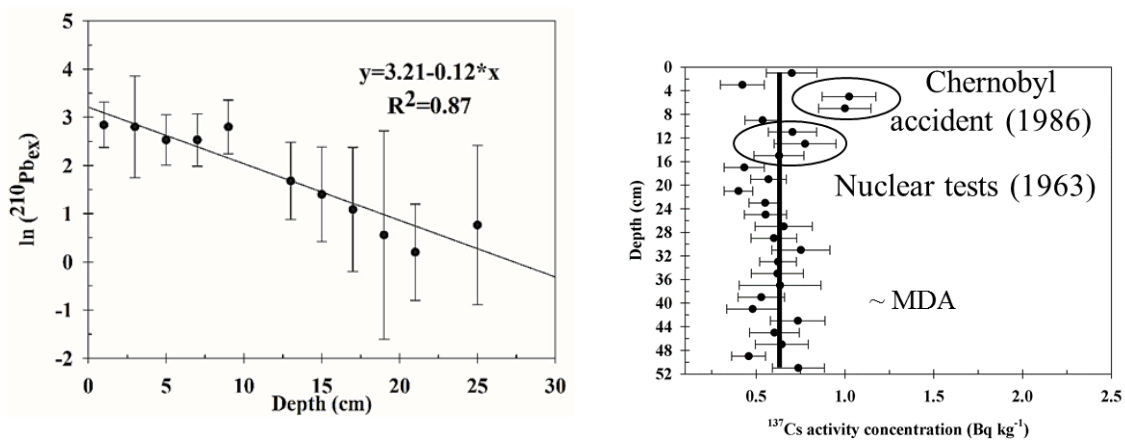 5
4
3
2
1
0
-1
-2
ln (²¹⁰Pbₑₓ)
y=3.21-0.12*x
R²=0.87
0 5 10 15 20 25 30
Depth (cm)
0
4
8
12
16
20
24
28
32
36
40
44
48
52
Depth (cm)
Chernobyl
accident (1986)
Nuclear tests (1963)
~ MDA
0.5 1.0 1.5 2.0 2.5
¹³⁷Cs activity concentration (Bq kg⁻¹)